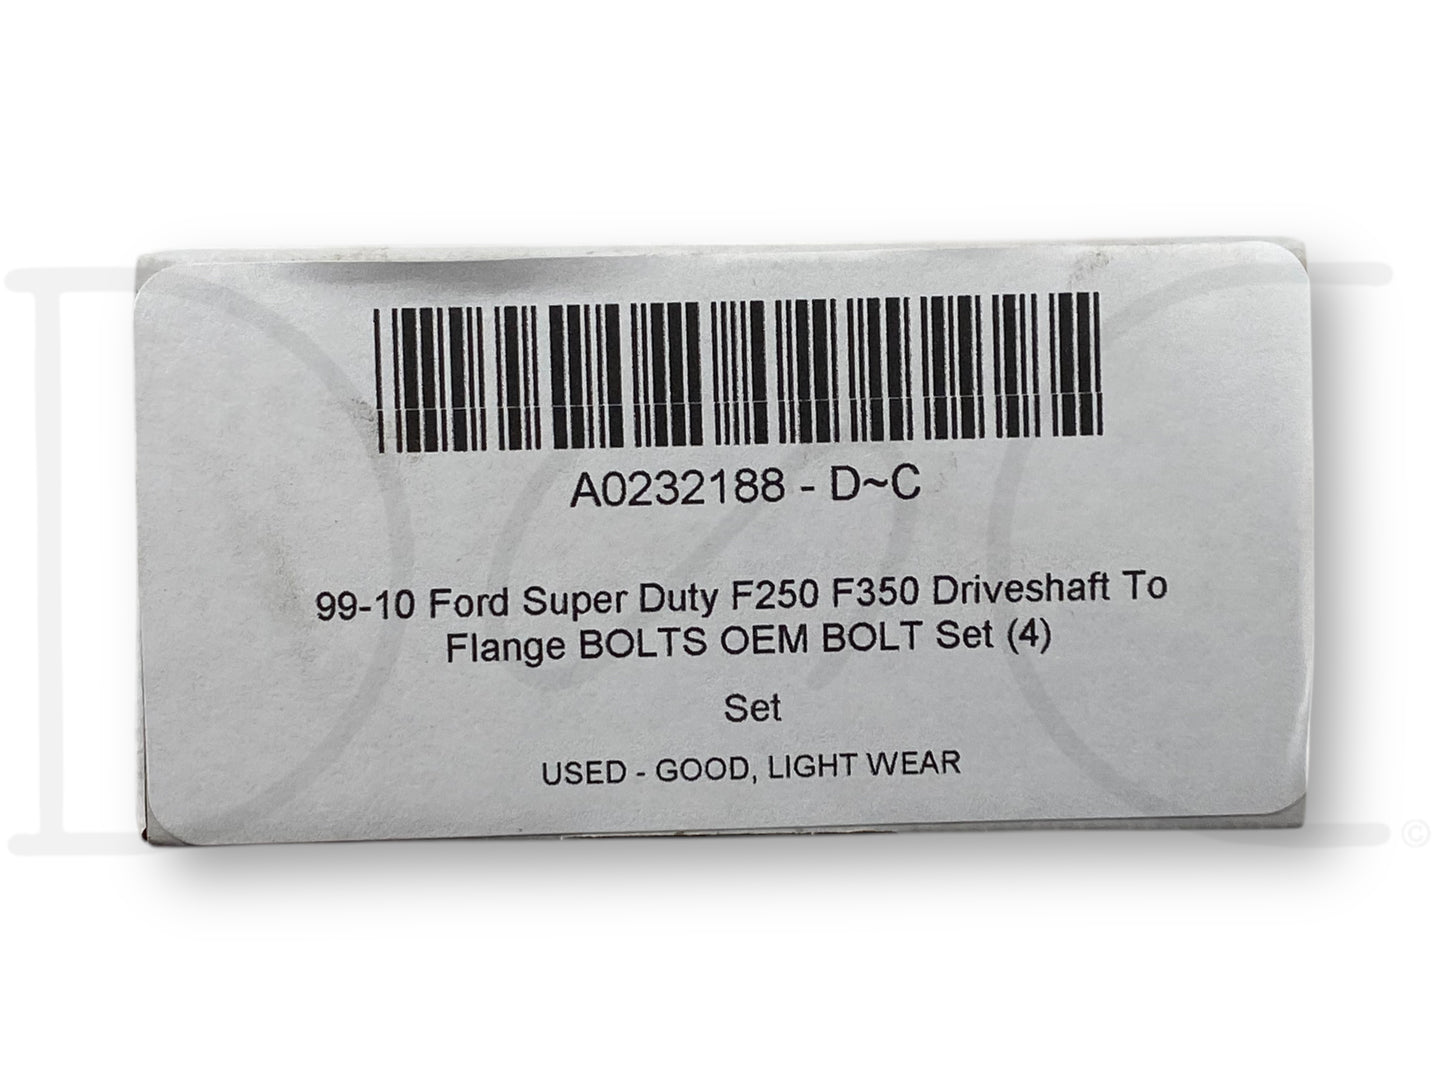 A0232188 - D~C
99-10 Ford Super Duty F250 F350 Driveshaft To
Flange BOLTS OEM BOLT Set (4)
Set
USED - GOOD, LIGHT WEAR
©